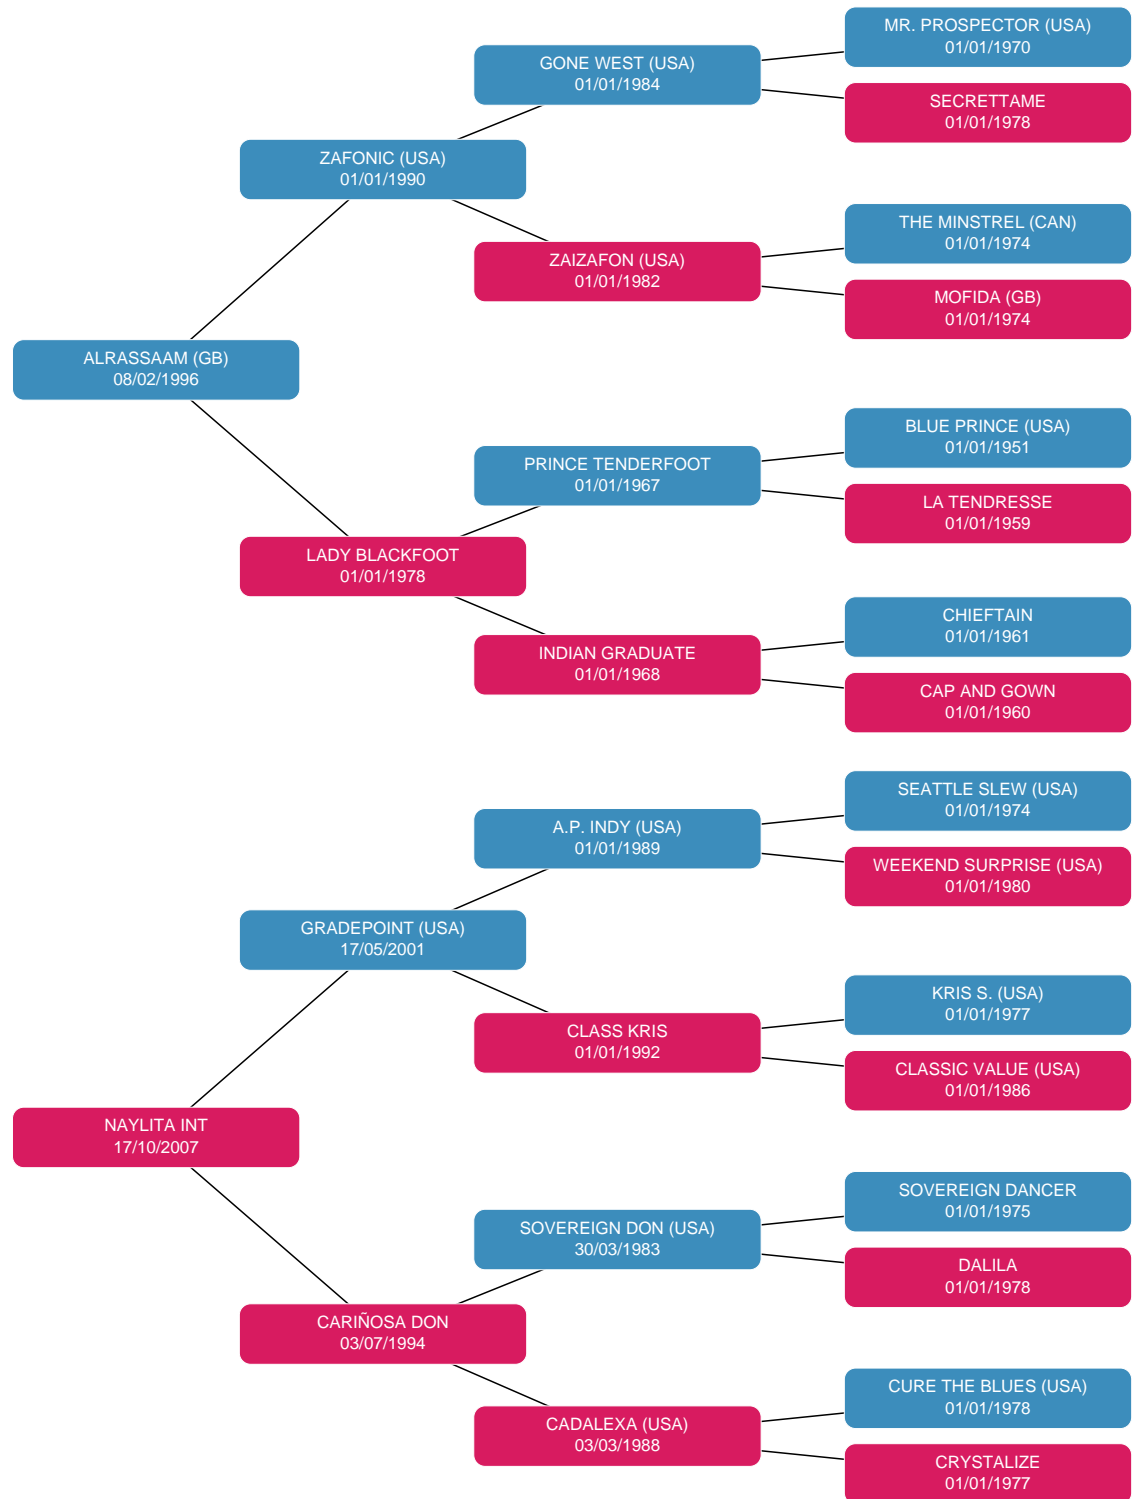 MR. PROSPECTOR (USA)
01/01/1970
GONE WEST (USA)
01/01/1984
SECRETTAME
01/01/1978
ZAFONIC (USA)
01/01/1990
THE MINSTREL (CAN)
01/01/1974
ZAIZAFON (USA)
01/01/1982
MOFIDA (GB)
01/01/1974
ALRASSAAM (GB)
08/02/1996
BLUE PRINCE (USA)
01/01/1951
PRINCE TENDERFOOT
01/01/1967
LA TENDRESSE
01/01/1959
LADY BLACKFOOT
01/01/1978
CHIEFTAIN
01/01/1961
INDIAN GRADUATE
01/01/1968
CAP AND GOWN
01/01/1960
SEATTLE SLEW (USA)
01/01/1974
A.P. INDY (USA)
01/01/1989
WEEKEND SURPRISE (USA)
01/01/1980
GRADEPOINT (USA)
17/05/2001
KRIS S. (USA)
01/01/1977
CLASS KRIS
01/01/1992
CLASSIC VALUE (USA)
01/01/1986
NAYLITA INT
17/10/2007
SOVEREIGN DANCER
01/01/1975
SOVEREIGN DON (USA)
30/03/1983
DALILA
01/01/1978
CARIÑOSA DON
03/07/1994
CURE THE BLUES (USA)
01/01/1978
CADALEXA (USA)
03/03/1988
CRYSTALIZE
01/01/1977